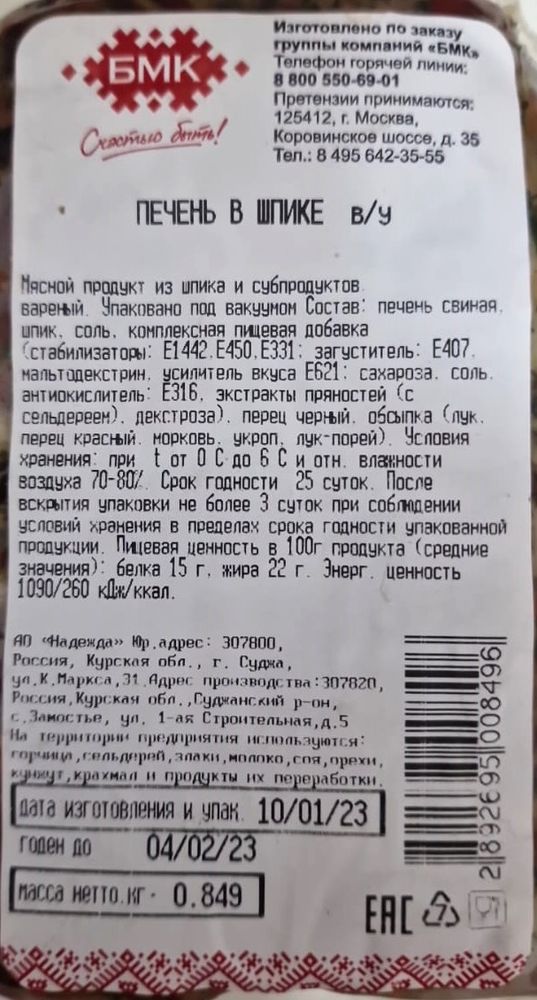 БМК
Счастью быть!
Изготовлено по заказу
группы компаний «БМК»
Телефон горячей линии:
8 800 550-69-01
Претензии принимаются:
125412, г. Москва,
Коровинское шоссе, д. 35
Тел.: 8 495 642-35-55
ПЕЧЕНЬ В ШПИКЕ в/у
Мясной продукт из шпика и субпродуктов
вареный. Упаковано под вакуумом Состав: печень свиная,
шпик, соль, комплексная пищевая добавка
(стабилизаторы: Е1442,Е450,Е331; загуститель: Е407,
мальтодекстрин, усилитель вкуса Е621; сахароза, соль,
антиокислитель: Е316, экстракты пряностей (с
сельдереем), декстроза), перец черный, обсыпка (лук,
перец красный, морковь, укроп, лук-порей). Условия
хранения: при t от 0 С до 6 С и отн. влажности
воздуха 70-80%. Срок годности 25 суток. После
вскрытия упаковки не более 3 суток при соблюдении
условий хранения в пределах срока годности упакованной
продукции. Пищевая ценность в 100г продукта (средние
значения): белка 15 г, жира 22 г. Энерг. ценность
1090/260 кДж/ккал.
АО «Надежда» Юр.адрес: 307800,
Россия, Курская обл., г. Суджа,
ул.К.Маркса,31.Адрес производства:307820,
Россия,Курская обл.,Суджанский р-он,
с.Замостье, ул. 1-ая Строительная,д.5
На территории предприятия используются:
горчица,сельдерей,злаки,молоко,соя,орехи,
кунжут,крахмал и продукты их переработки.
дата изготовления и упак. 10/01/23
годен до 04/02/23
масса нетто.кг- 0.849
2 892695 008496
ЕАС
7